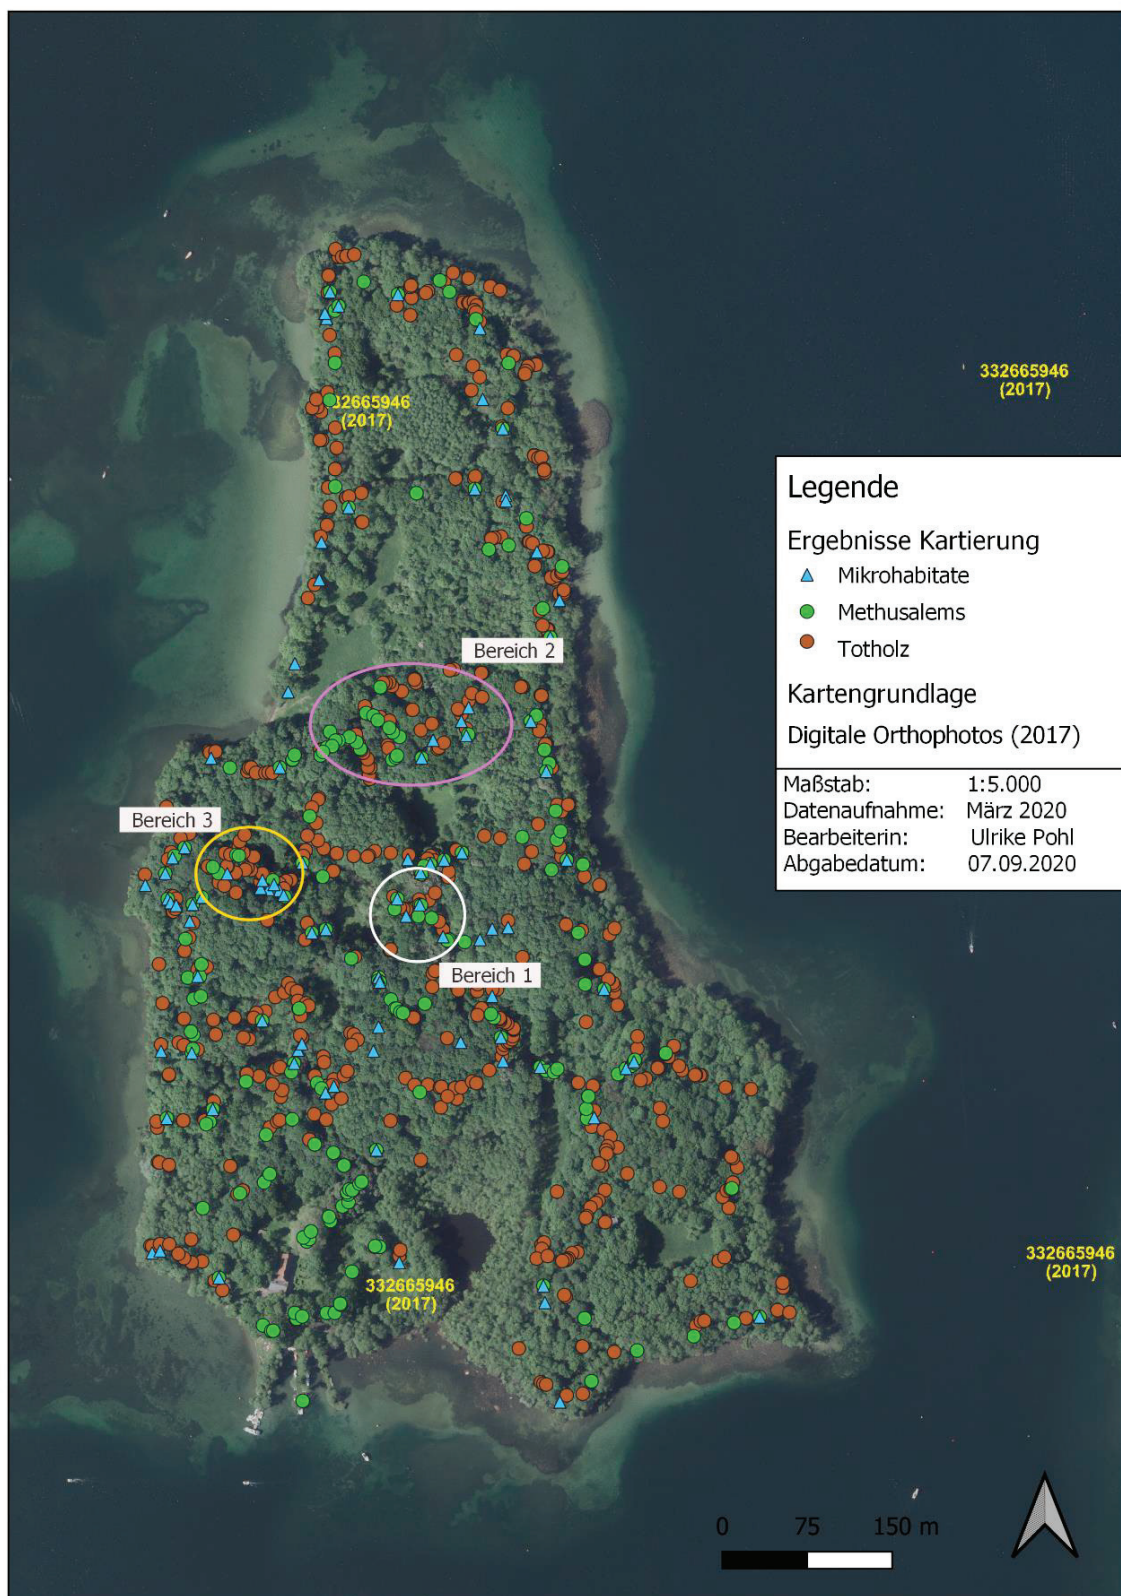 332665946
(2017)
32665946
(2017)
Legende
Ergebnisse Kartierung
Mikrohabitate
Methusalems
Totholz
Kartengrundlage
Digitale Orthophotos (2017)
Maßstab: 1:5.000
Datenaufnahme: März 2020
Bearbeiterin: Ulrike Pohl
Abgabedatum: 07.09.2020
Bereich 2
Bereich 3
Bereich 1
332665946
(2017)
332665946
(2017)
0 75 150 m